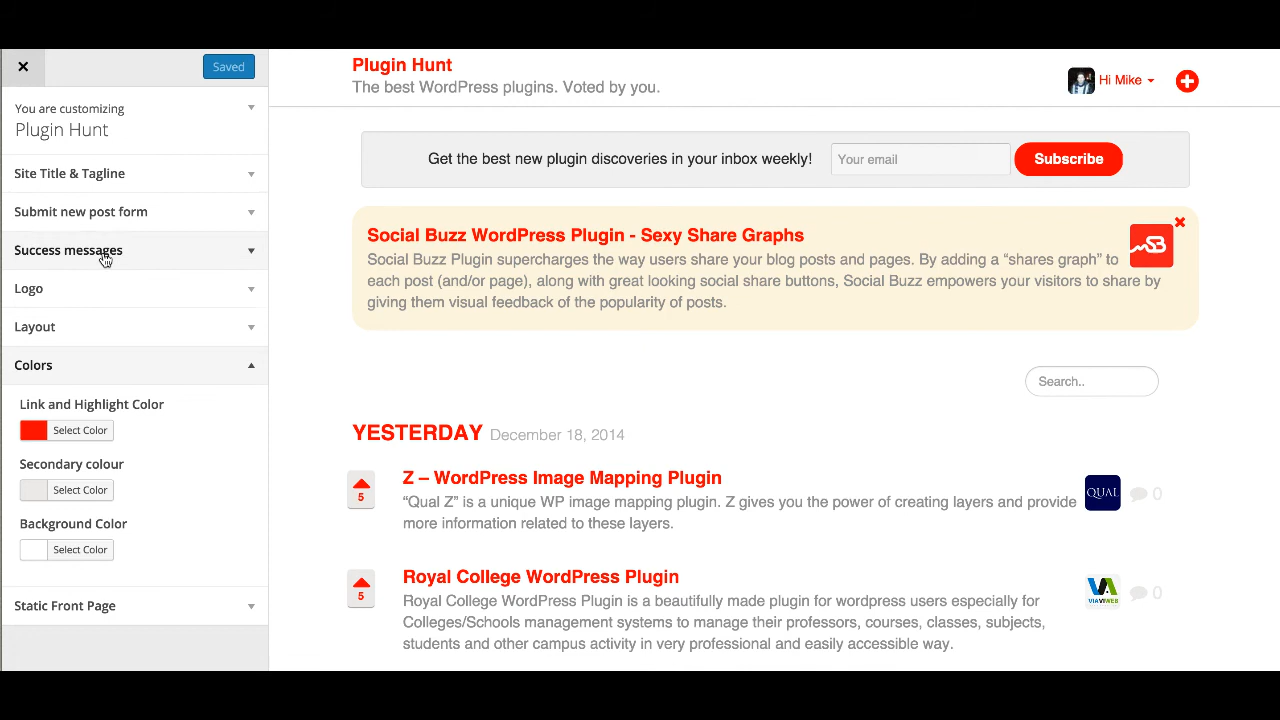 Saved
You are customizing
Plugin Hunt
Site Title & Tagline
Submit new post form
Success messages
Logo
Layout
Colors
Link and Highlight Color
Select Color
Secondary colour
Select Color
Background Color
Select Color
Static Front Page
Plugin Hunt
The best WordPress plugins. Voted by you.
Hi Mike
Get the best new plugin discoveries in your inbox weekly!
Your email
Subscribe
Social Buzz WordPress Plugin - Sexy Share Graphs
Social Buzz Plugin supercharges the way users share your blog posts and pages. By adding a “shares graph” to
each post (and/or page), along with great looking social share buttons, Social Buzz empowers your visitors to share by
giving them visual feedback of the popularity of posts.
SB
Search..
YESTERDAY December 18, 2014
5
Z – WordPress Image Mapping Plugin
“Qual Z” is a unique WP image mapping plugin. Z gives you the power of creating layers and provide
more information related to these layers.
QUAL
0
5
Royal College WordPress Plugin
Royal College WordPress Plugin is a beautifully made plugin for wordpress users especially for
Colleges/Schools management systems to manage their professors, courses, classes, subjects,
students and other campus activity in very professional and easily accessible way.
VIAVIWEB
0